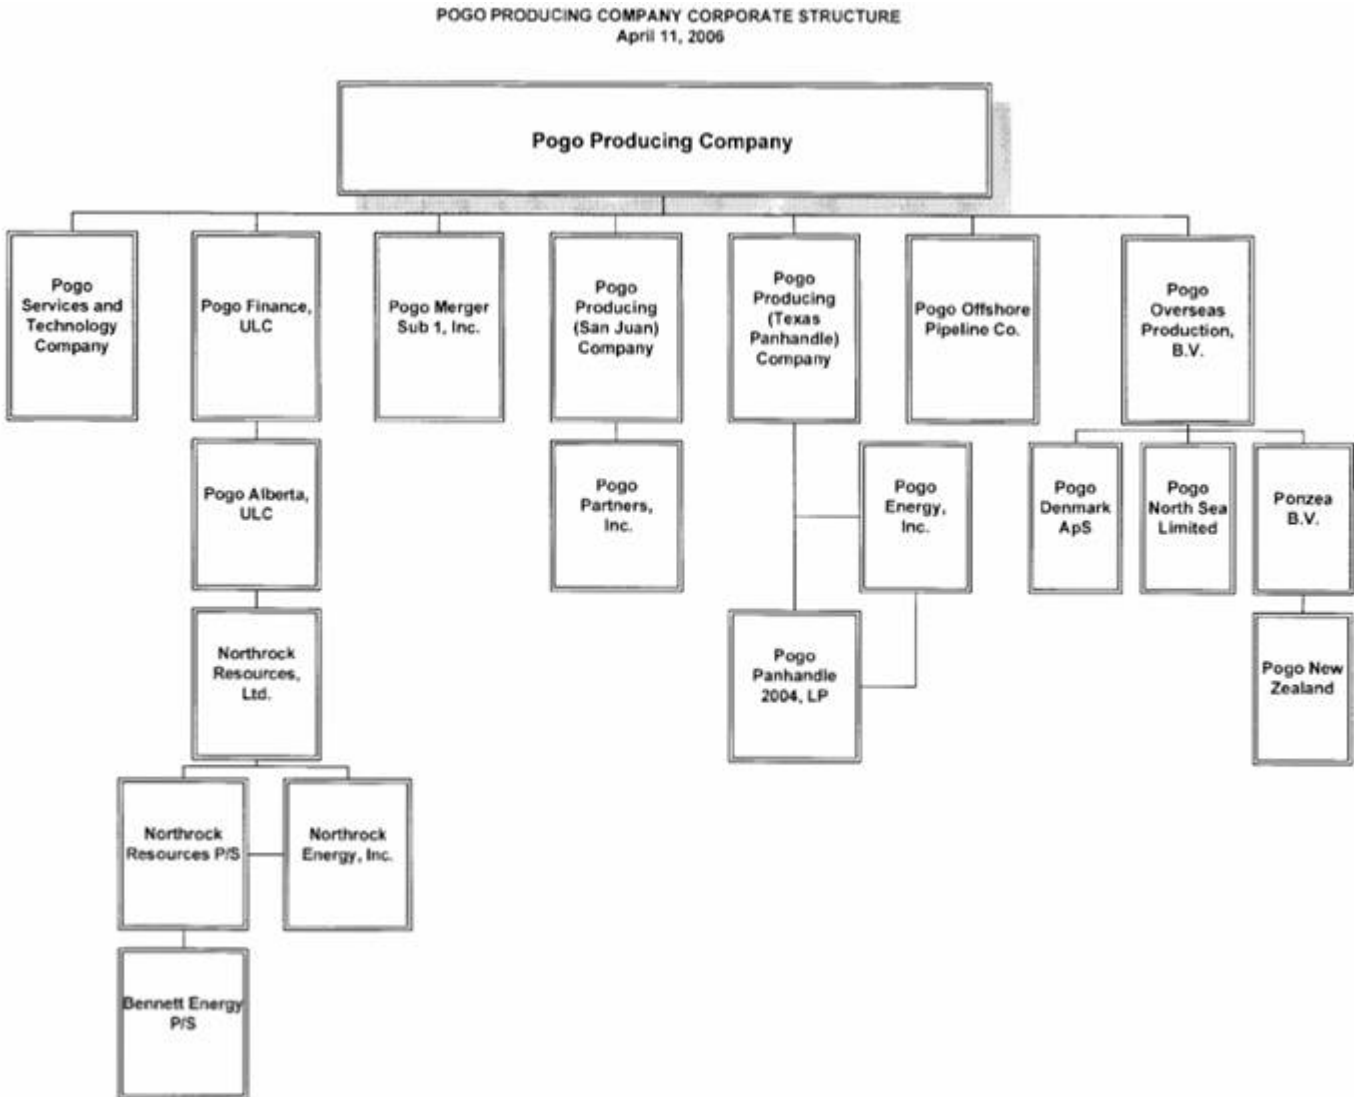 POGO PRODUCING COMPANY CORPORATE STRUCTURE
April 11, 2006
Pogo Producing Company
Pogo
Services and
Technology
Company
Pogo Finance,
ULC
Pogo Merger
Sub 1, Inc.
Pogo
Producing
(San Juan)
Company
Pogo
Producing
(Texas
Panhandle)
Company
Pogo Offshore
Pipeline Co.
Pogo
Overseas
Production,
B.V.
Pogo Alberta,
ULC
Pogo
Partners,
Inc.
Pogo
Energy,
Inc.
Pogo
Denmark
ApS
Pogo
North Sea
Limited
Ponzea
B.V.
Northrock
Resources,
Ltd.
Pogo
Panhandle
2004, LP
Pogo New
Zealand
Northrock
Resources P/S
Northrock
Energy, Inc.
Bennett Energy
P/S